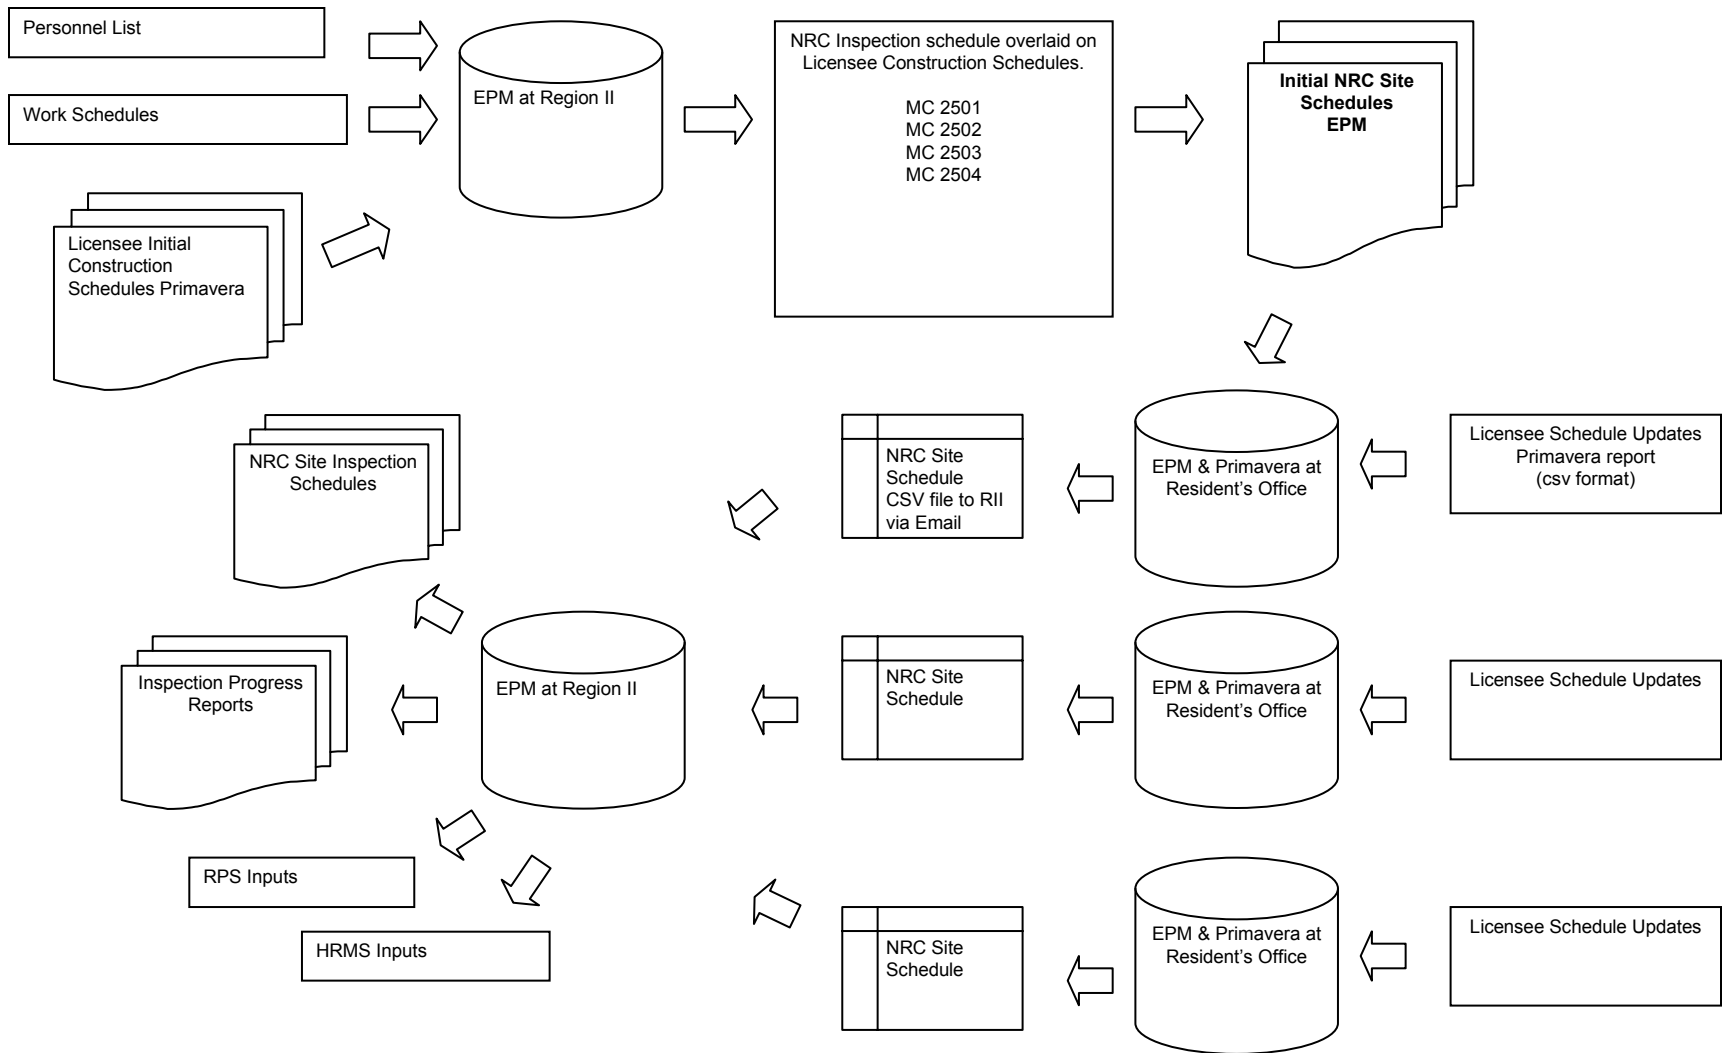 Personnel List
Work Schedules
Licensee Initial
Construction
Schedules Primavera
EPM at Region II
NRC Inspection schedule overlaid on
Licensee Construction Schedules.
MC 2501
MC 2502
MC 2503
MC 2504
Initial NRC Site
Schedules
EPM
Licensee Schedule Updates
Primavera report
(csv format)
EPM & Primavera at
Resident’s Office
NRC Site
Schedule
CSV file to RII
via Email
NRC Site Inspection
Schedules
Licensee Schedule Updates
EPM & Primavera at
Resident’s Office
NRC Site
Schedule
EPM at Region II
Inspection Progress
Reports
RPS Inputs
HRMS Inputs
Licensee Schedule Updates
EPM & Primavera at
Resident’s Office
NRC Site
Schedule